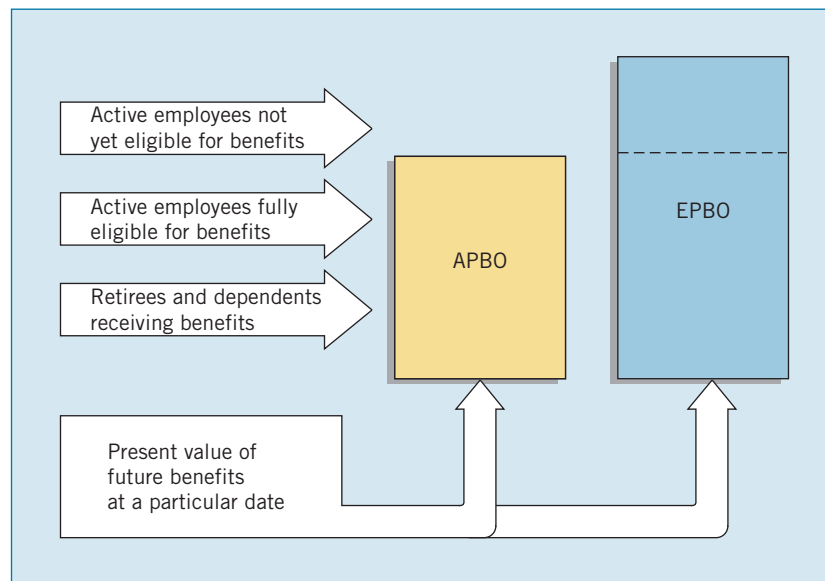 Active employees not
yet eligible for benefits
Active employees fully
eligible for benefits
Retirees and dependents
receiving benefits
APBO
EPBO
Present value of
future benefits
at a particular date